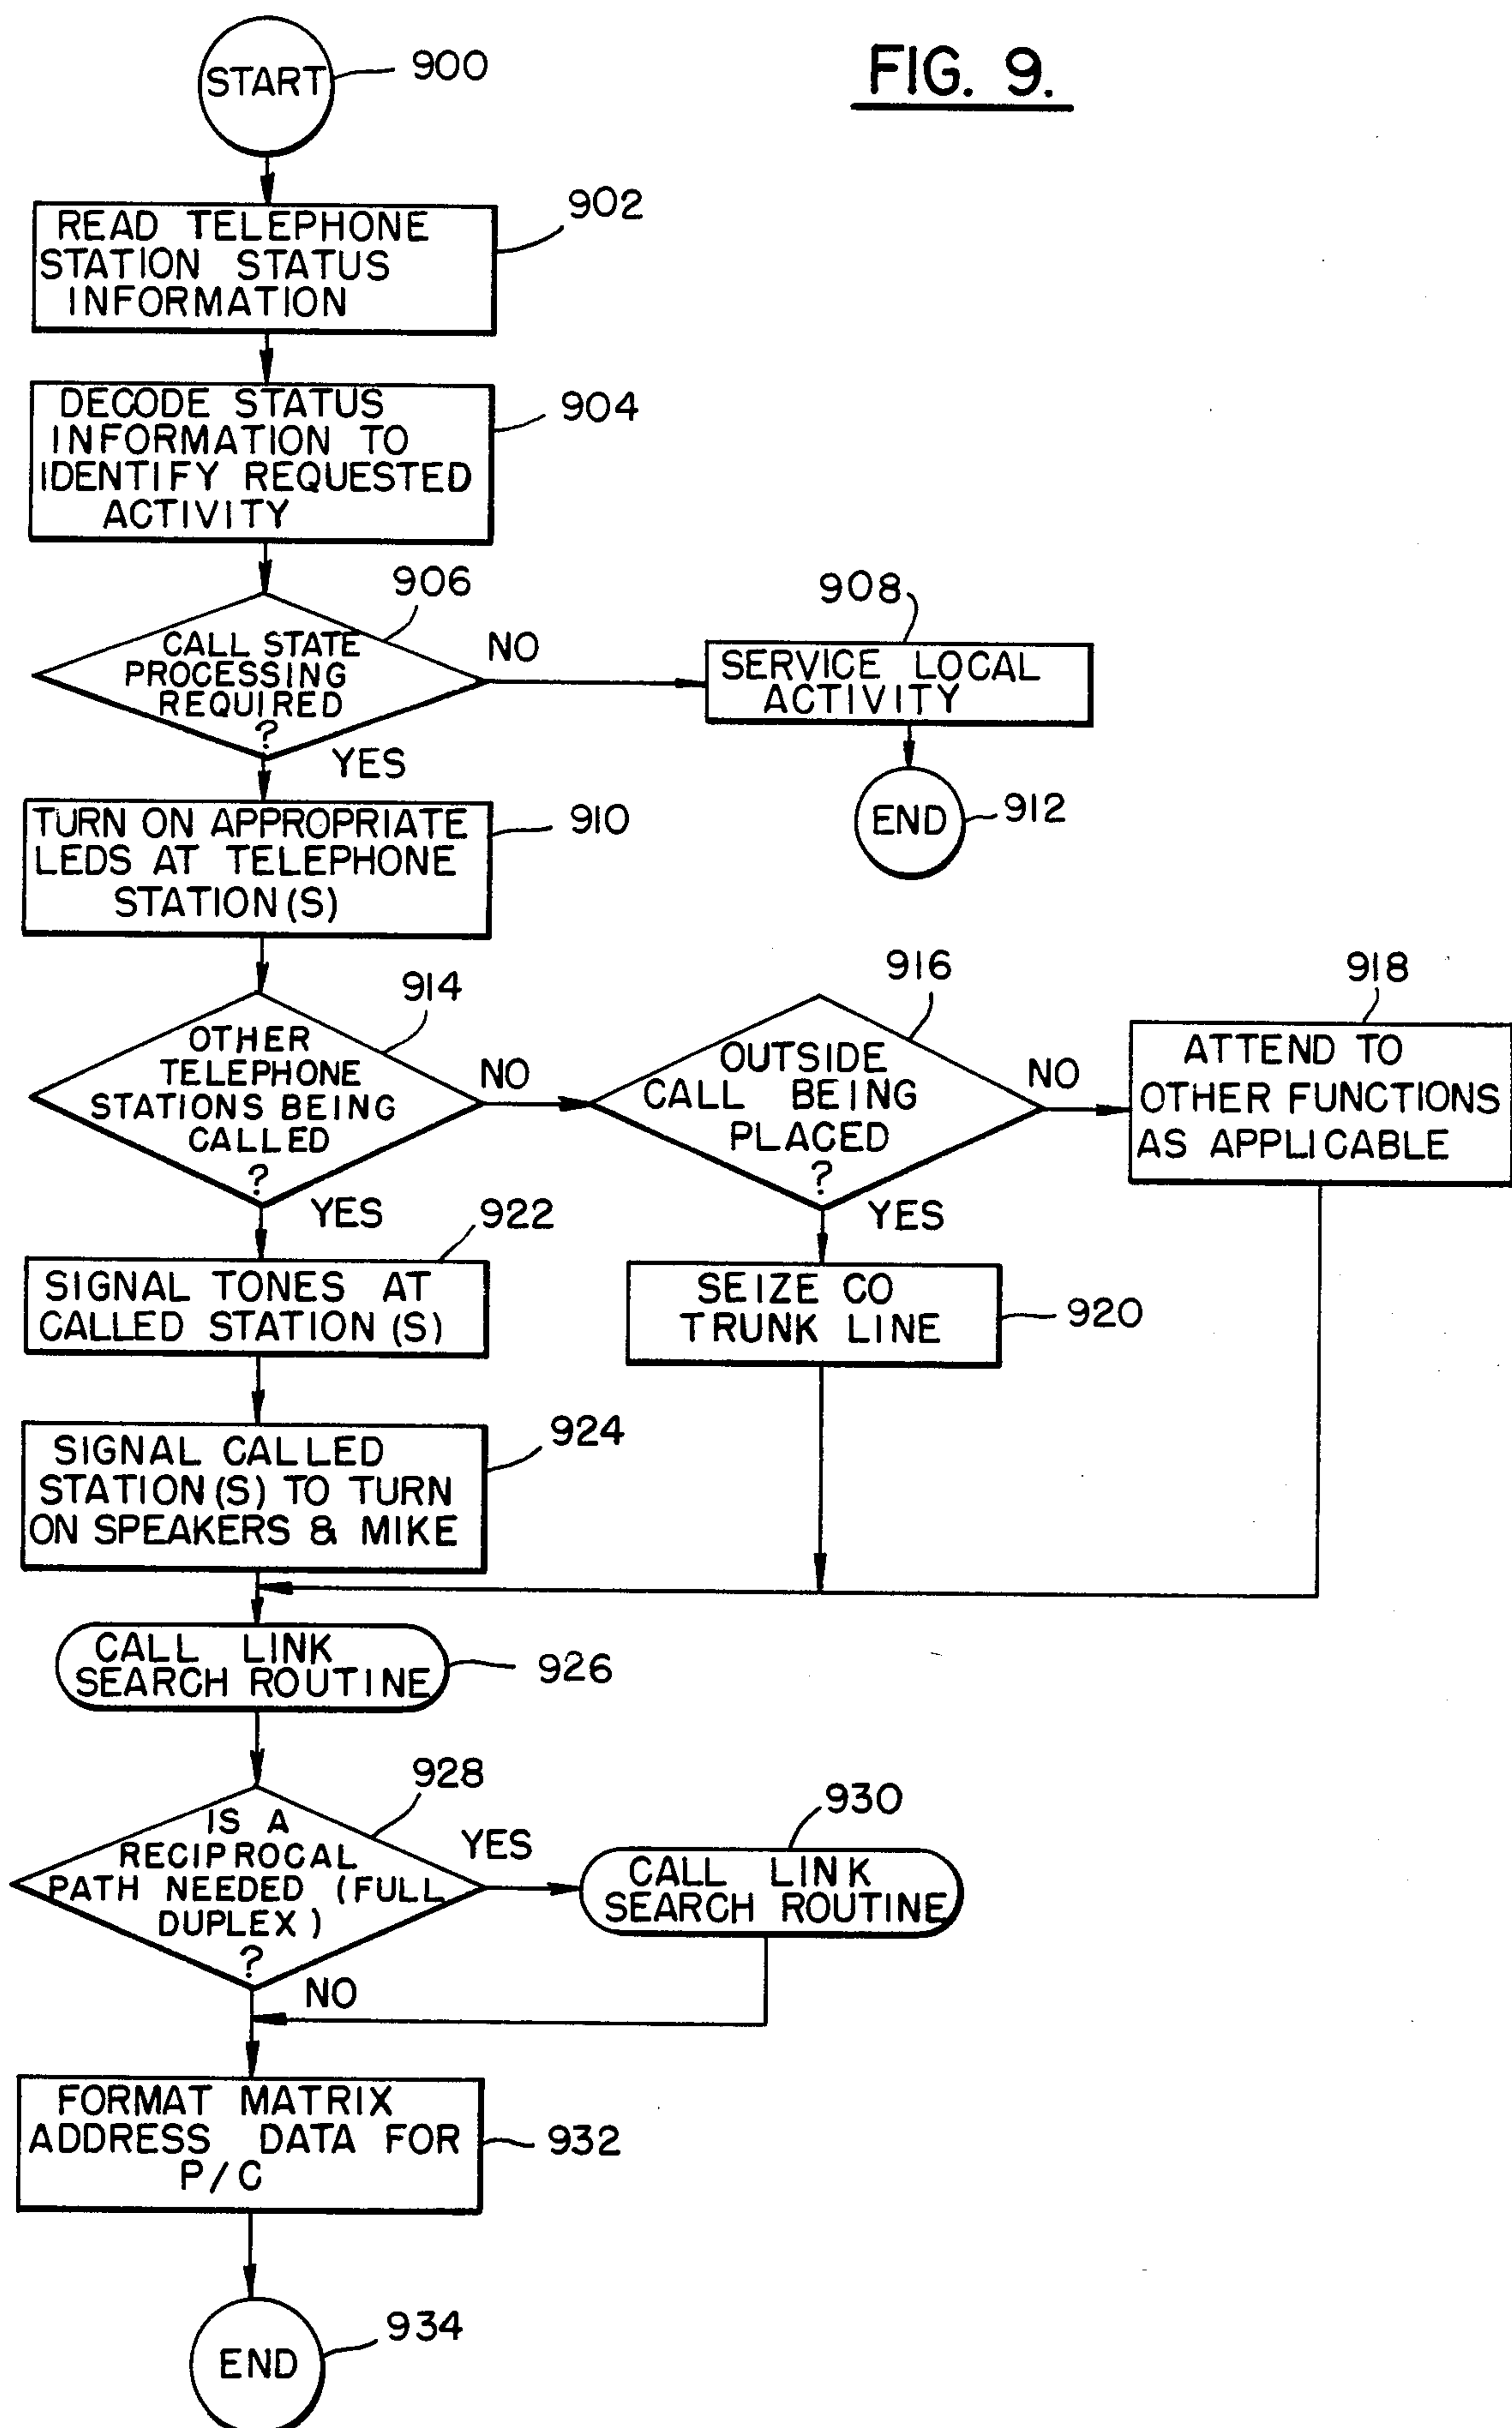 FIG. 9.
START
900
READ TELEPHONE
STATION STATUS
INFORMATION
902
DECODE STATUS
INFORMATION TO
IDENTIFY REQUESTED
ACTIVITY
904
CALL STATE
PROCESSING
REQUIRED
?
906
NO
YES
SERVICE LOCAL
ACTIVITY
908
END
912
TURN ON APPROPRIATE
LEDS AT TELEPHONE
STATION(S)
910
OTHER
TELEPHONE
STATIONS BEING
CALLED
?
914
NO
YES
OUTSIDE
CALL BEING
PLACED
?
916
NO
YES
ATTEND TO
OTHER FUNCTIONS
AS APPLICABLE
918
SIGNAL TONES AT
CALLED STATION(S)
922
SEIZE CO
TRUNK LINE
920
SIGNAL CALLED
STATION(S) TO TURN
ON SPEAKERS & MIKE
924
CALL LINK
SEARCH ROUTINE
926
IS A
RECIPROCAL
PATH NEEDED (FULL
DUPLEX)
?
928
YES
NO
CALL LINK
SEARCH ROUTINE
930
FORMAT MATRIX
ADDRESS DATA FOR
P/C
932
END
934